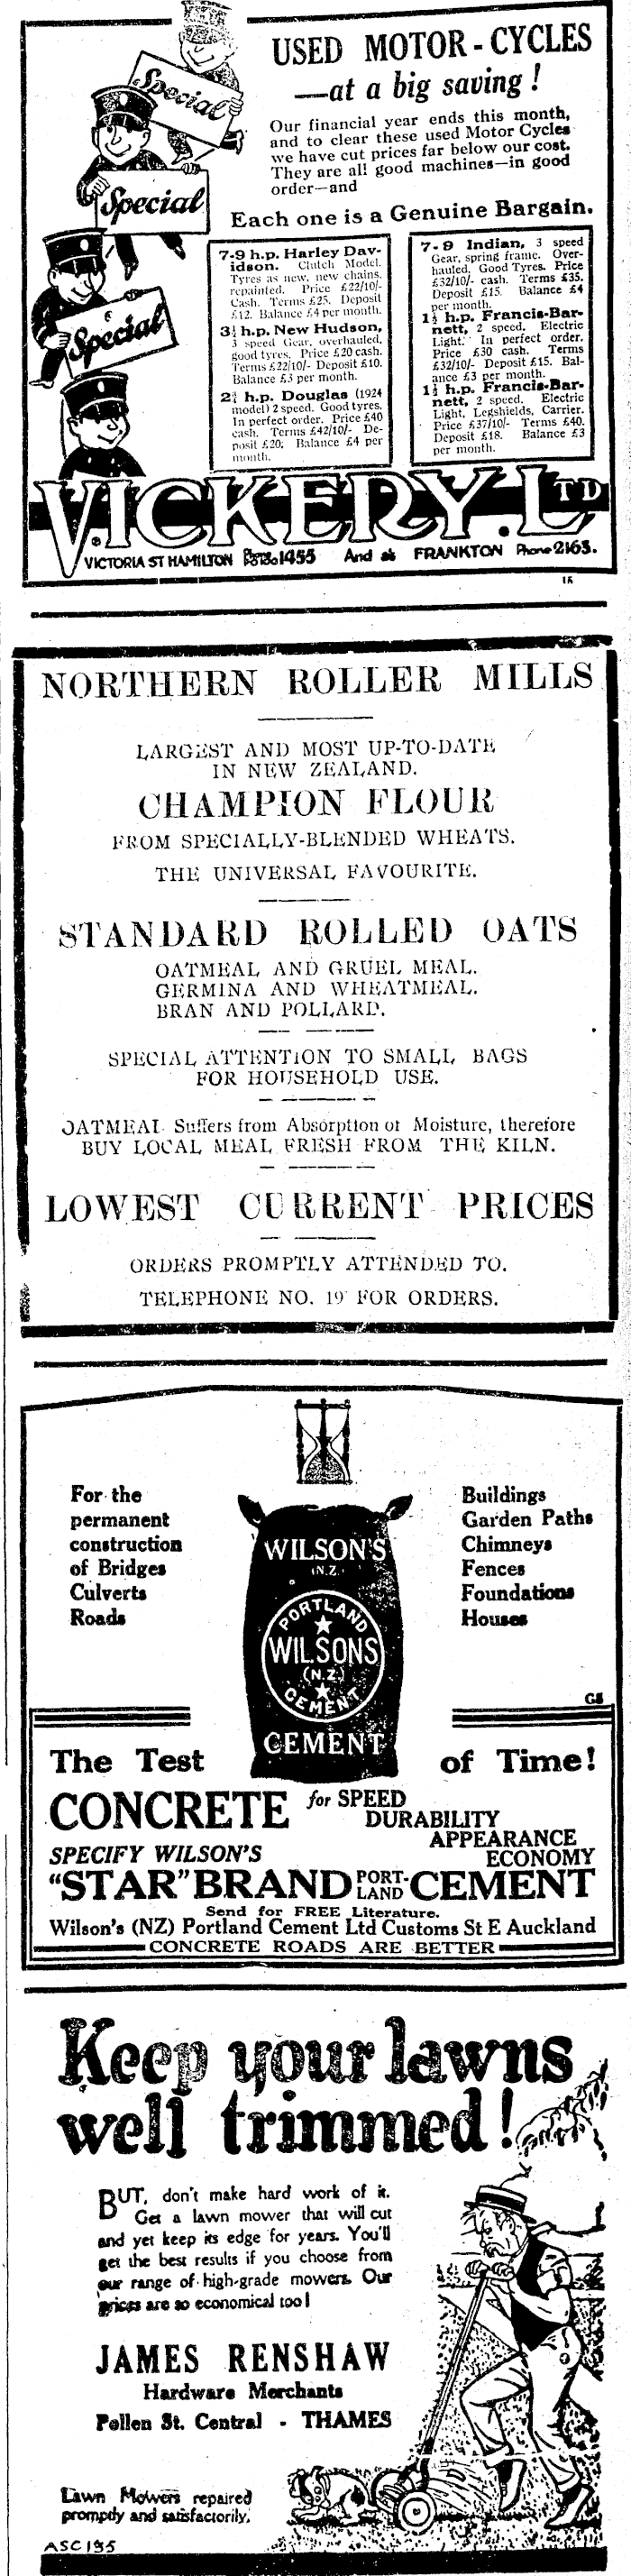 Special
Special
Special
USED MOTOR-CYCLES
—at a big saving!
Our financial year ends this month,
and to clear these used Motor Cycles
we have cut prices far below our cost.
They are all good machines—in good
order—and
Each one is a Genuine Bargain.
7-9 h.p. Harley Dav-
idson. Clutch Model.
Tyres as new, new chains,
repainted. Price £22/10/-
Cash. Terms £25. Deposit
£12. Balance £4 per month.
3½ h.p. New Hudson,
3 speed Gear, overhauled,
good tyres. Price £20 cash.
Terms £22/10/- Deposit £10.
Balance £3 per month.
2¾ h.p. Douglas (1924
model) 2 speed. Good tyres.
In perfect order. Price £40
cash. Terms £42/10/- De-
posit £20; Balance £4 per
month.
7-9 Indian, 3 speed
Gear, spring frame. Over-
hauled. Good Tyres. Price
£32/10/- cash. Terms £35.
Deposit £15. Balance £4
per month.
1½ h.p. Francis-Bar-
nett, 2 speed. Electric
Light. In perfect order.
Price £30 cash. Terms
£32/10/- Deposit £15. Bal-
ance £3 per month.
1½ h.p. Francis-Bar-
nett, 2 speed. Electric
Light, Legshields, Carrier.
Price £37/10/- Terms £40.
Deposit £18. Balance £3
per month.
VICKERY. LTD
VICTORIA ST HAMILTON 1455 And at FRANKTON Phone 2163.
15
NORTHERN ROLLER MILLS
LARGEST AND MOST UP-TO-DATE
IN NEW ZEALAND.
CHAMPION FLOUR
FROM SPECIALLY-BLENDED WHEATS.
THE UNIVERSAL FAVOURITE.
STANDARD ROLLED OATS
OATMEAL AND GRUEL MEAL.
GERMINA AND WHEATMEAL.
BRAN AND POLLARD.
SPECIAL ATTENTION TO SMALL BAGS
FOR HOUSEHOLD USE.
OATMEAL Suffers from Absorption of Moisture, therefore
BUY LOCAL MEAL FRESH FROM THE KILN.
LOWEST CURRENT PRICES
ORDERS PROMPTLY ATTENDED TO.
TELEPHONE NO. 19 FOR ORDERS.
For the
permanent
construction
of Bridges
Culverts
Roads
WILSON'S
(N.Z.)
PORTLAND
WILSONS
(N.Z.)
CEMENT
CEMENT
Buildings
Garden Paths
Chimneys
Fences
Foundations
Houses
The Test of Time!
CONCRETE for SPEED
DURABILITY
APPEARANCE
SPECIFY WILSON'S ECONOMY
"STAR" BRAND PORT-LAND CEMENT
Send for FREE Literature.
Wilson's (NZ) Portland Cement Ltd Customs St E Auckland
CONCRETE ROADS ARE BETTER
Keep your lawns
well trimmed!
BUT, don't make hard work of it.
Get a lawn mower that will cut
and yet keep its edge for years. You'll
get the best results if you choose from
our range of high-grade mowers. Our
prices are so economical too!
JAMES RENSHAW
Hardware Merchants
Pollen St. Central - THAMES
Lawn Mowers repaired
promptly and satisfactorily.
ASC 195